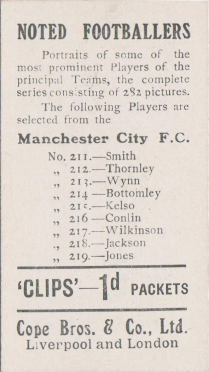 NOTED FOOTBALLERS
Portraits of some of the
most prominent Players of the
principal Teams, the complete
series consisting of 282 pictures.
The following Players are
selected from the
Manchester City F.C.
No. 211.—Smith
„ 212.—Thornley
„ 213.—Wynn
„ 214—Bottomley
„ 215.—Kelso
„ 216—Conlin
„ 217.—Wilkinson
„ 218.—Jackson
„ 219.—Jones
'CLIPS'—1d PACKETS
Cope Bros. & Co., Ltd.
Liverpool and London